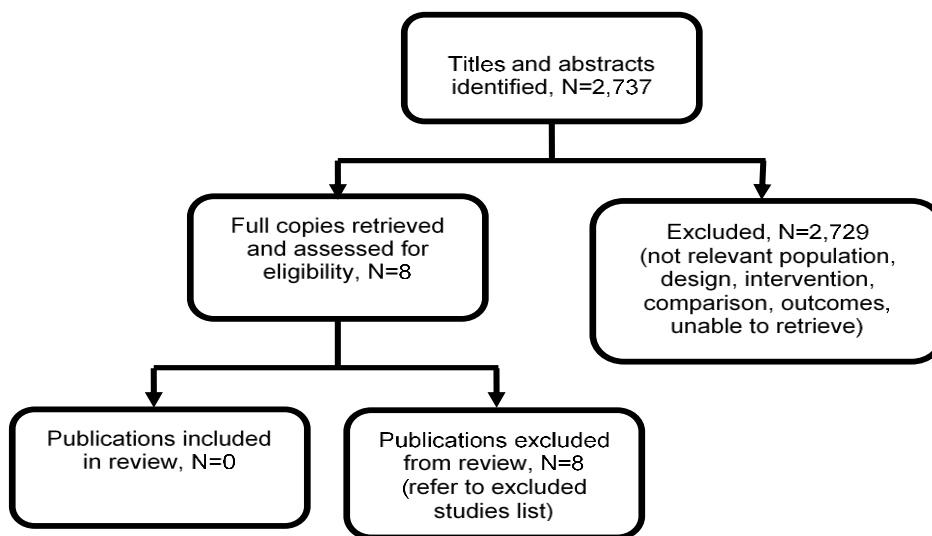 Titles and abstracts
identified, N=2,737
Full copies retrieved
and assessed for
eligibility, N=8
Excluded, N=2,729
(not relevant population,
design, intervention,
comparison, outcomes,
unable to retrieve)
Publications included
in review, N=0
Publications excluded
from review, N=8
(refer to excluded
studies list)